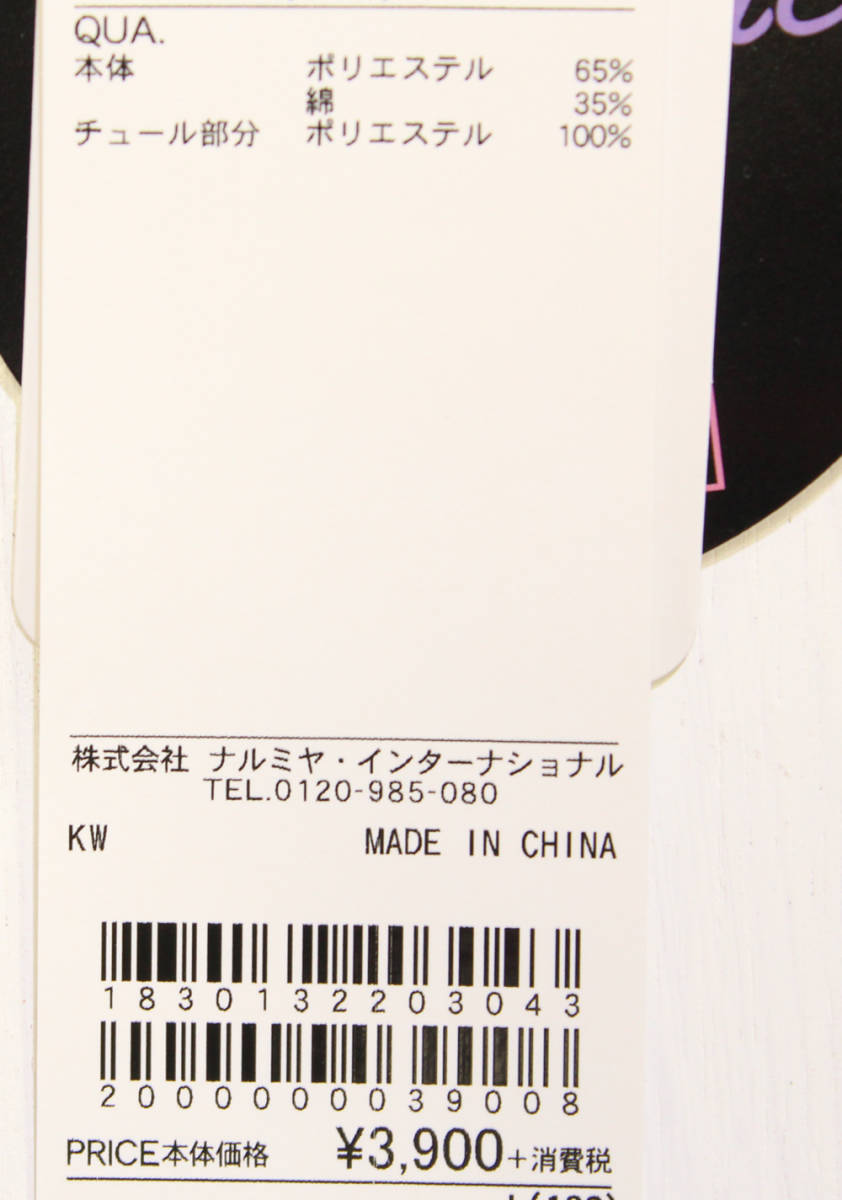 QUA.
本体 ポリエステル 65%
綿 35%
チュール部分 ポリエステル 100%
株式会社 ナルミヤ・インターナショナル
TEL.0120-985-080
KW MADE IN CHINA
1830132203043
2000000039008
PRICE本体価格 ¥3,900+消費税